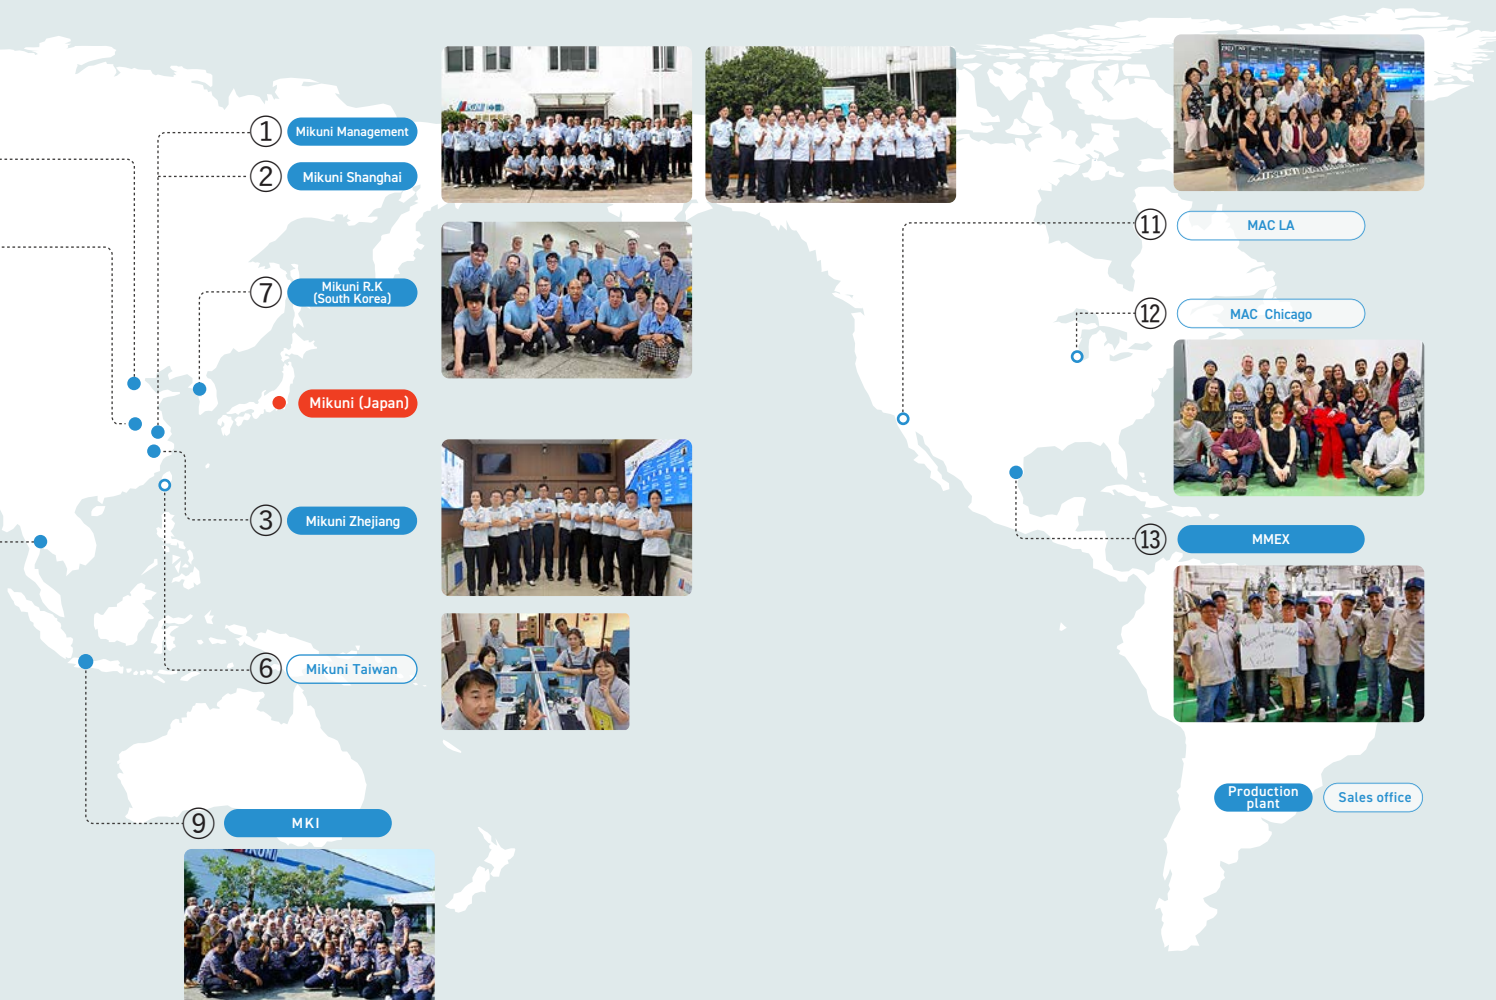 1 Mikuni Management
2 Mikuni Shanghai
7 Mikuni R.K
(South Korea)
Mikuni (Japan)
3 Mikuni Zhejiang
6 Mikuni Taiwan
9 MKI
11 MAC LA
12 MAC Chicago
13 MMEX
Production
plant
Sales office